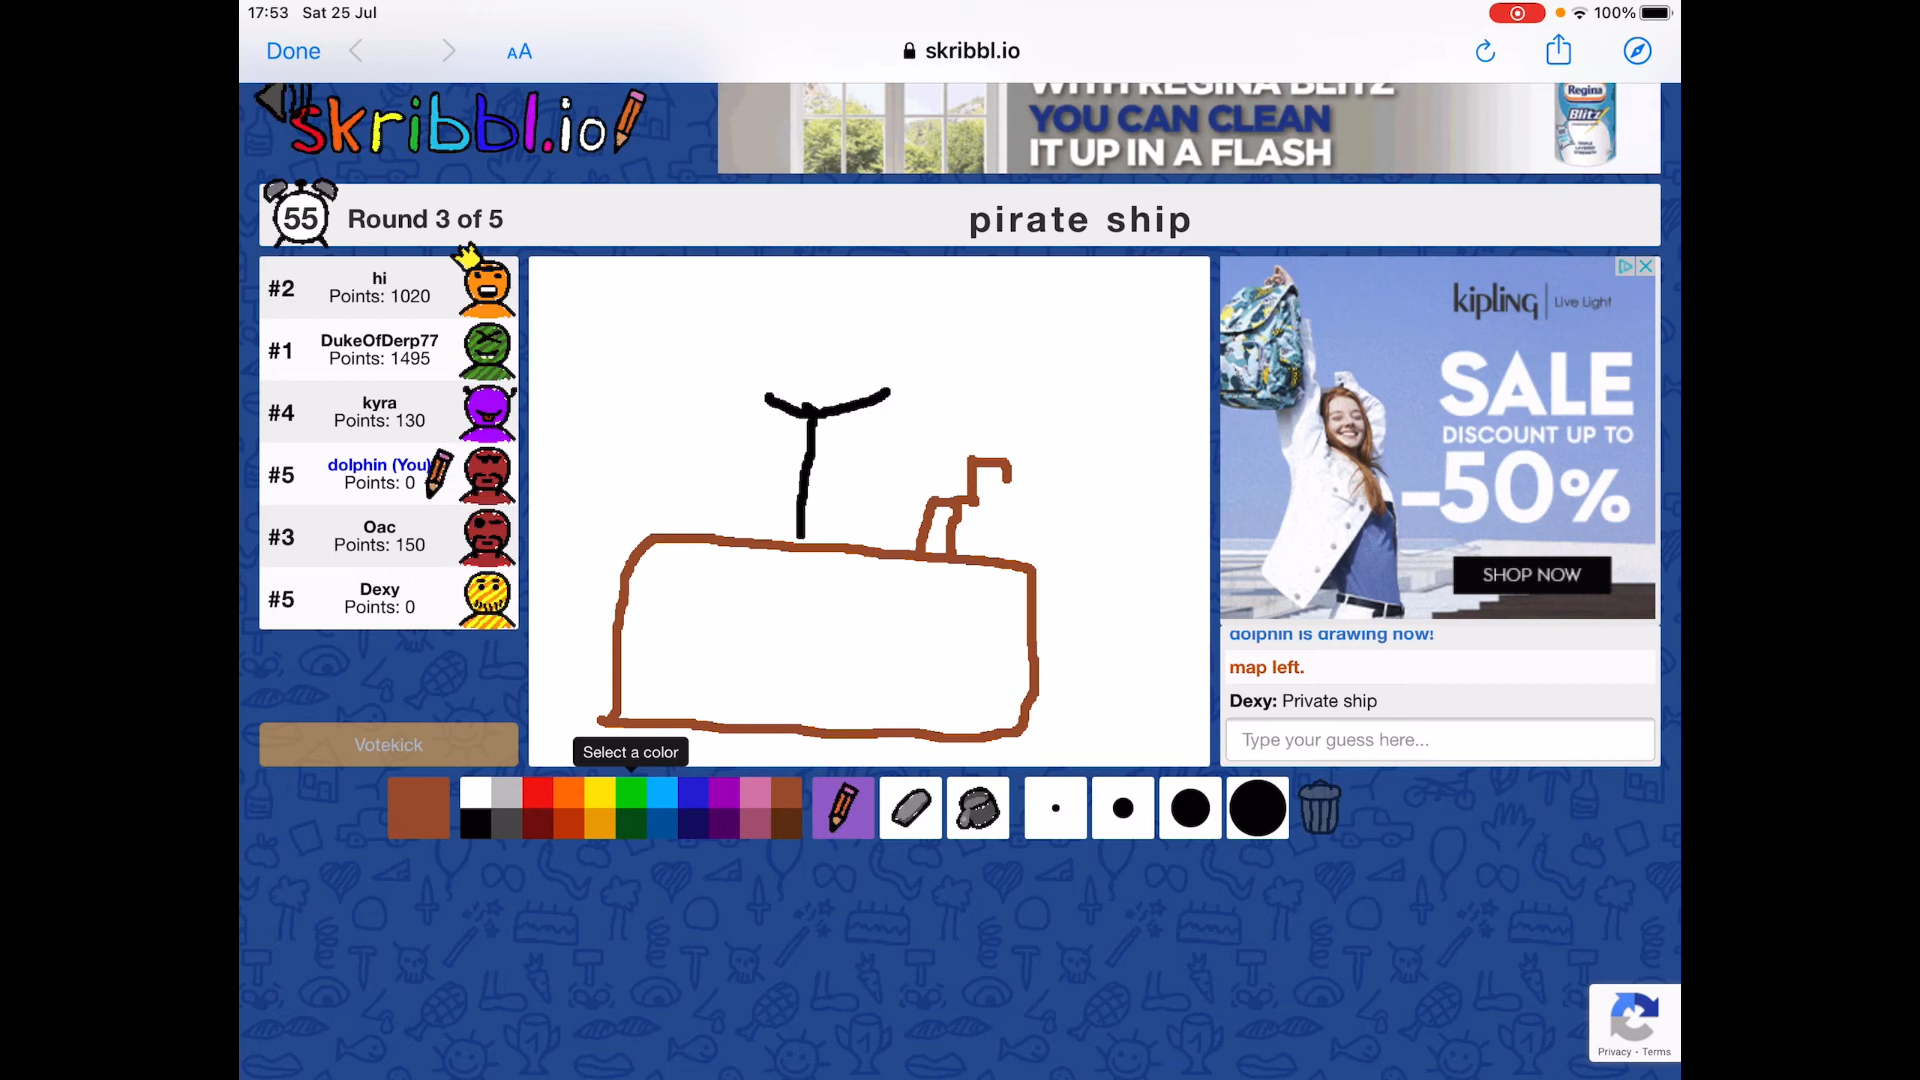 17:53 Sat 25 Jul
100%
Done
AA
skribbl.io
skribbl.io
WITH REGINA BLITZ
YOU CAN CLEAN
IT UP IN A FLASH
Regina
Blitz
55
Round 3 of 5
pirate ship
#2
hi
Points: 1020
#1
DukeOfDerp77
Points: 1495
#4
kyra
Points: 130
#5
dolphin (You)
Points: 0
#3
Oac
Points: 150
#5
Dexy
Points: 0
Votekick
kipling Live Light
SALE
DISCOUNT UP TO
-50%
SHOP NOW
dolphin is drawing now!
map left.
Dexy: Private ship
Type your guess here...
Select a color
Privacy - Terms